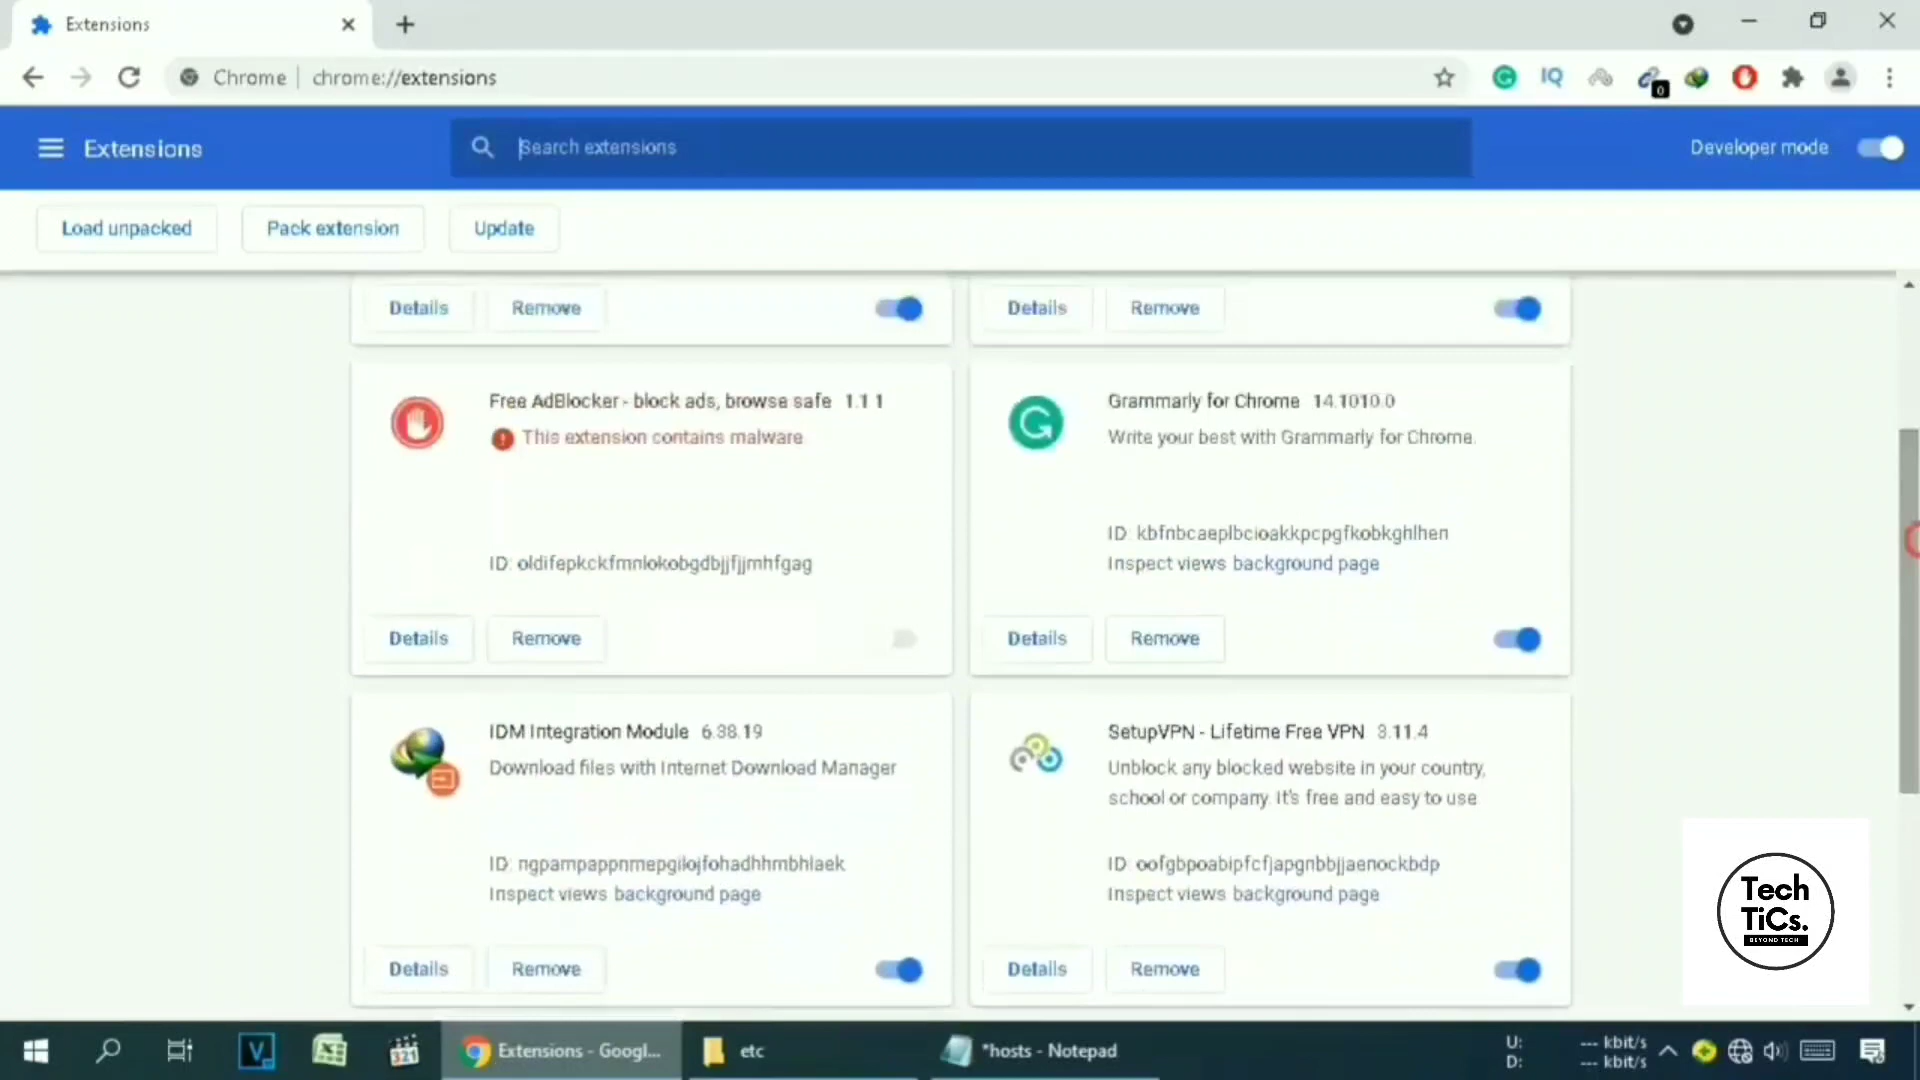 Extensions
Chrome
chrome://extensions
IQ
0
Extensions
Search extensions
Developer mode
Load unpacked
Pack extension
Update
Details
Remove
Details
Remove
Free AdBlocker - block ads, browse safe 1.1 1
This extension contains malware
ID: oldifepkckfmnlokobgdbjjfjjmhfgag
Details
Remove
Grammarly for Chrome 14.1010.0
Write your best with Grammarly for Chrome.
ID: kbfnbcaeplbcioakkpcpgfkobkghlhen
Inspect views background page
Details
Remove
IDM Integration Module 6.38.19
Download files with Internet Download Manager
ID: ngpampappnmepgilojfohadhhmbhlaek
Inspect views background page
Details
Remove
SetupVPN - Lifetime Free VPN 3.11.4
Unblock any blocked website in your country,
school or company. It's free and easy to use
ID: oofgbpoabipfcfjapgnbbjjaenockbdp
Inspect views background page
Details
Remove
Tech
TiCs.
BEYOND TECH
V
321
Extensions - Googl...
etc
*hosts - Notepad
U: --- kbit/s
D: --- kbit/s